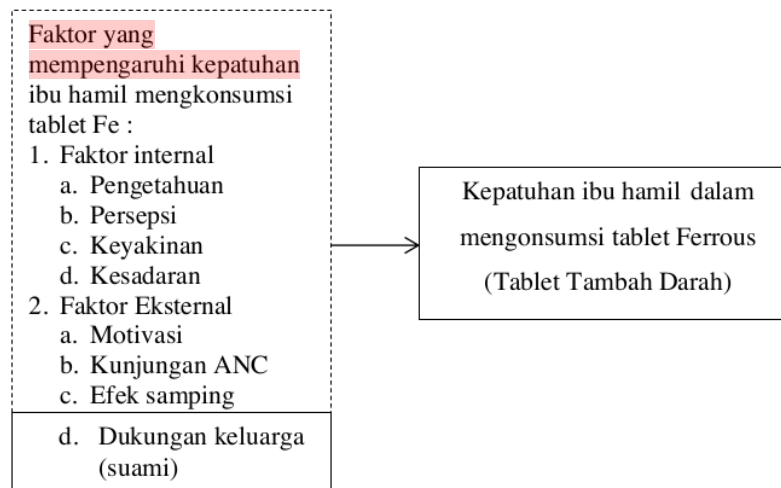 Faktor yang
mempengaruhi kepatuhan
ibu hamil mengkonsumsi
tablet Fe :
1. Faktor internal
a. Pengetahuan
b. Persepsi
c. Keyakinan
d. Kesadaran
2. Faktor Eksternal
a. Motivasi
b. Kunjungan ANC
c. Efek samping
d. Dukungan keluarga
(suami)
Kepatuhan ibu hamil dalam
mengonsumsi tablet Ferrous
(Tablet Tambah Darah)